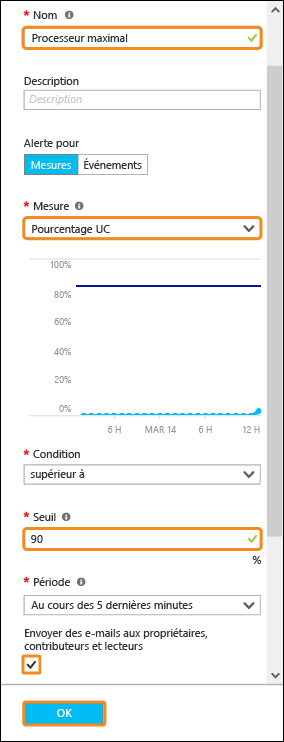 * Nom
Processeur maximal
Description
Description
Alerte pour
Mesures Événements
* Mesure
Pourcentage UC
100%
80%
60%
40%
20%
0%
6 H MAR 14 6 H 12 H
* Condition
supérieur à
* Seuil
90
%
* Période
Au cours des 5 dernières minutes
Envoyer des e-mails aux propriétaires,
contributeurs et lecteurs
OK